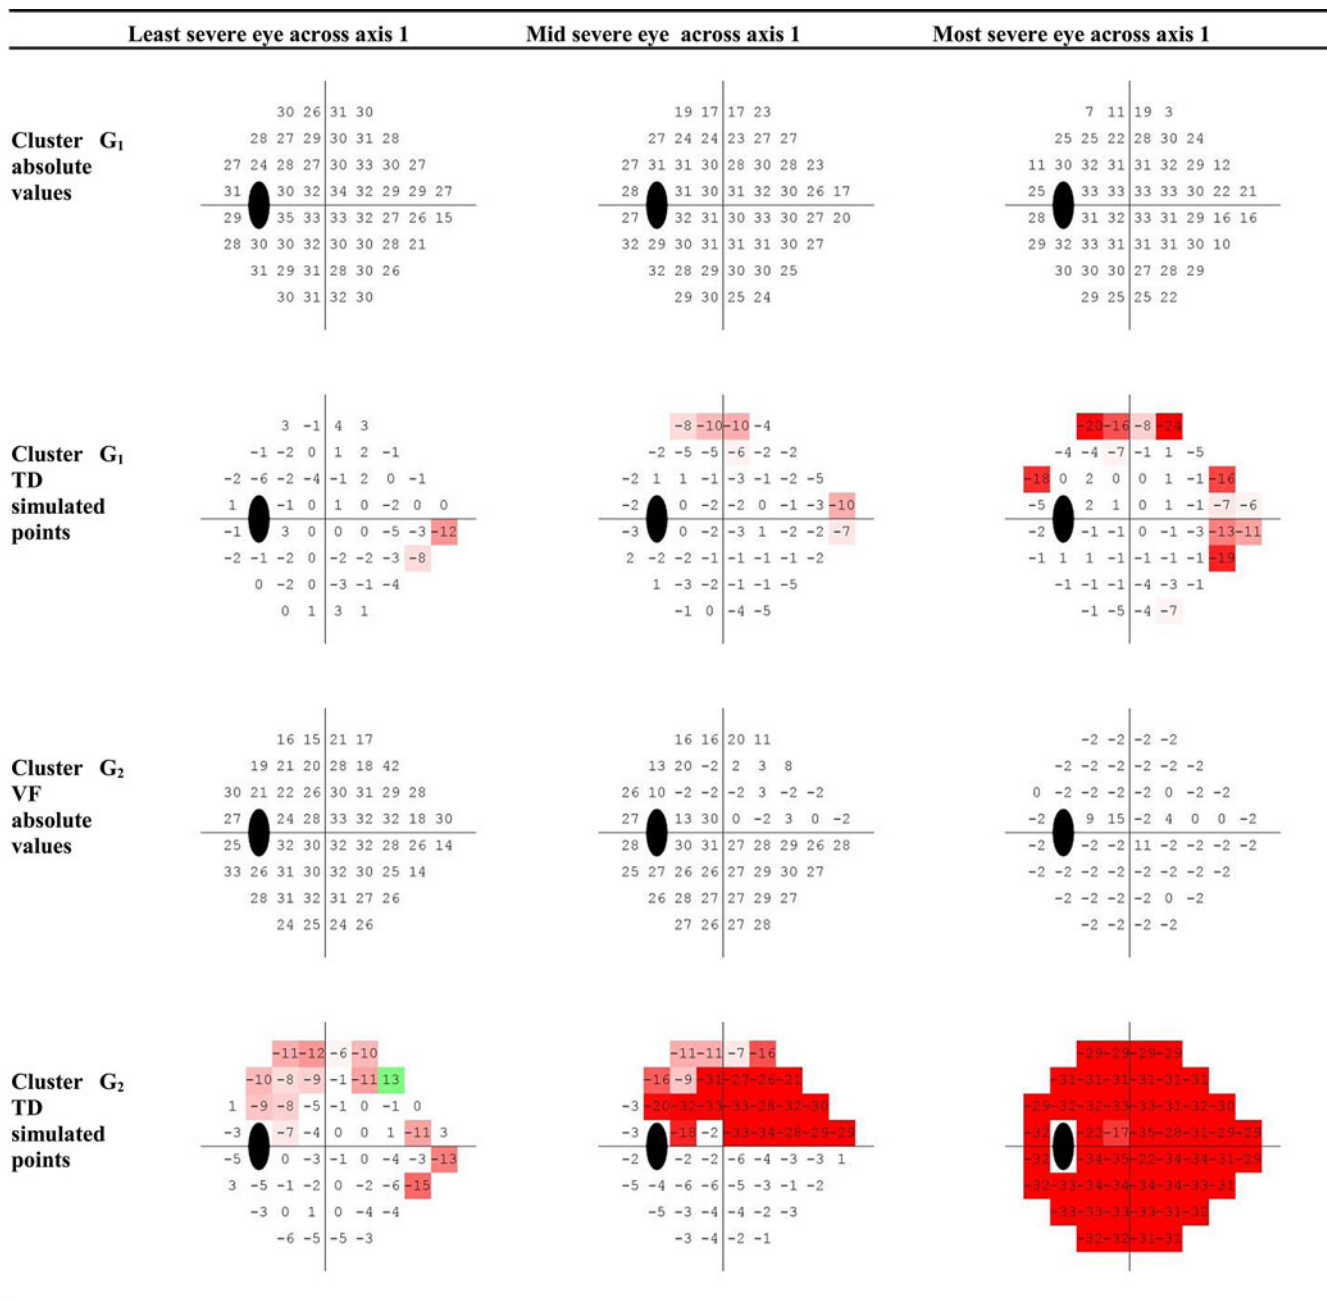 Least severe eye across axis 1 Mid severe eye across axis 1 Most severe eye across axis 1
30 26 31 30 19 17 17 23 7 11 19 3
Cluster G₁ 28 27 29 30 31 28 27 24 24 23 27 27 25 25 22 28 30 24
absolute 27 24 28 27 30 33 30 27 27 31 31 30 28 30 28 23 11 30 32 31 31 32 29 12
values 31 30 32 34 32 29 29 27 28 31 30 31 32 30 26 17 25 33 33 33 33 30 22 21
29 35 33 33 32 27 26 15 27 32 31 30 33 30 27 20 28 31 32 33 31 29 16 16
28 30 30 32 30 30 28 21 32 29 30 31 31 31 30 27 29 32 33 31 31 31 30 10
31 29 31 28 30 26 32 28 29 30 30 25 30 30 30 27 28 29
30 31 32 30 29 30 25 24 29 25 25 22
3 -1 4 3 -8 -10 -10 -4 -20 -16 -8 -24
Cluster G₁ -1 -2 0 1 2 -1 -2 -5 -5 -6 -2 -2 -4 -4 -7 -1 1 -5
TD -2 -6 -2 -4 -1 2 0 -1 -2 1 1 -1 -3 -1 -2 -5 -18 0 2 0 0 1 -1 -16
simulated 1 -1 0 1 0 -2 0 0 -2 0 -2 -2 0 -1 -3 -10 -5 2 1 0 1 -1 -7 -6
points -1 3 0 0 0 -5 -3 -12 -3 0 -2 -3 1 -2 -2 -7 -2 -1 -1 0 -1 -3 -13 -11
-2 -1 -2 0 -2 -2 -3 -8 2 -2 -2 -1 -1 -1 -1 -2 -1 1 1 -1 -1 -1 -1 -19
0 -2 0 -3 -1 -4 1 -3 -2 -1 -1 -5 -1 -1 -1 -4 -3 -1
0 1 3 1 -1 0 -4 -5 -1 -5 -4 -7
16 15 21 17 16 16 20 11 -2 -2 -2 -2
Cluster G₂ 19 21 20 28 18 42 13 20 -2 2 3 8 -2 -2 -2 -2 -2 -2
VF 30 21 22 26 30 31 29 28 26 10 -2 -2 -2 3 -2 -2 0 -2 -2 -2 -2 0 -2 -2
absolute 27 24 28 33 32 32 18 30 27 13 30 0 -2 3 0 -2 -2 9 15 -2 4 0 0 -2
values 25 32 30 32 32 28 26 14 28 30 31 27 28 29 26 28 -2 -2 -2 11 -2 -2 -2 -2
33 26 31 30 32 30 25 14 25 27 26 26 27 29 30 27 -2 -2 -2 -2 -2 -2 -2 -2
28 31 32 31 27 26 26 28 27 27 29 27 -2 -2 -2 -2 0 -2
24 25 24 26 27 26 27 28 -2 -2 -2 -2
-11 -12 -6 -10 -11 -11 -7 -16 -29 -29 -29 -29
Cluster G₂ -10 -8 -9 -1 -11 13 -16 -9 -31 -27 -26 -21 -31 -31 -31 -31 -31 -31
TD 1 -9 -8 -5 -1 0 -1 0 -3 -20 -32 -33 -33 -28 -32 -30 -29 -32 -32 -33 -33 -31 -32 -30
simulated -3 -7 -4 0 0 1 -11 3 -3 -18 -2 -33 -34 -28 -29 -29 -32 -22 -17 -35 -28 -31 -29 -29
points -5 0 -3 -1 0 -4 -3 -13 -2 -2 -2 -6 -4 -3 -3 1 -32 -34 -35 -22 -34 -34 -31 -29
3 -5 -1 -2 0 -2 -6 -15 -5 -4 -6 -6 -5 -3 -1 -2 -32 -33 -34 -34 -34 -34 -33 -31
-3 0 1 0 -4 -4 -5 -3 -4 -4 -2 -3 -33 -33 -33 -33 -31 -32
-6 -5 -5 -3 -3 -4 -2 -1 -32 -32 -31 -31